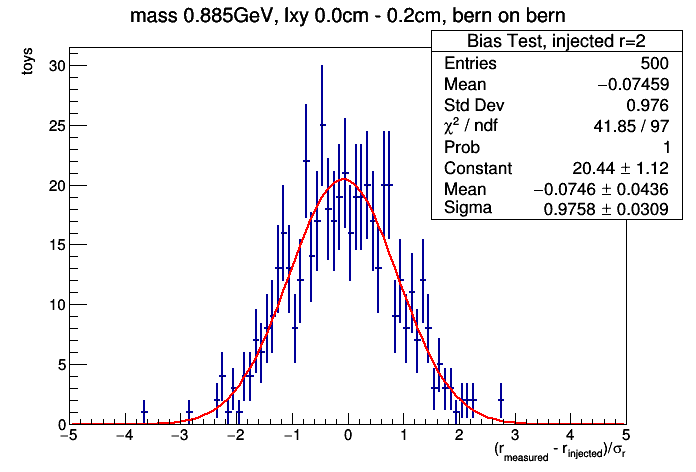 mass 0.885GeV, lxy 0.0cm - 0.2cm, bern on bern
toys
Bias Test, injected r=2
Entries 500
Mean −0.07459
Std Dev 0.976
χ² / ndf 41.85 / 97
Prob 1
Constant 20.44 ± 1.12
Mean −0.0746 ± 0.0436
Sigma 0.9758 ± 0.0309
30
25
20
15
10
5
0
−5 −4 −3 −2 −1 0 1 2 3 4 5
(r_measured - r_injected)/σ_r